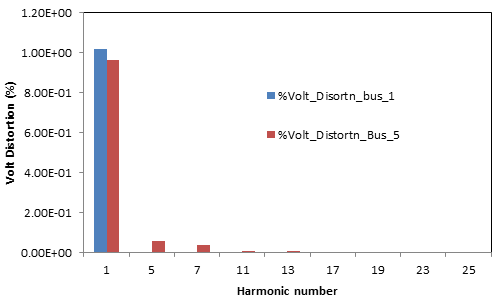 1.20E+00
1.00E+00
8.00E-01
6.00E-01
4.00E-01
2.00E-01
0.00E+00
Volt Distortion (%)
%Volt_Disortn_bus_1
%Volt_Distortn_Bus_5
1 5 7 11 13 17 19 23 25
Harmonic number